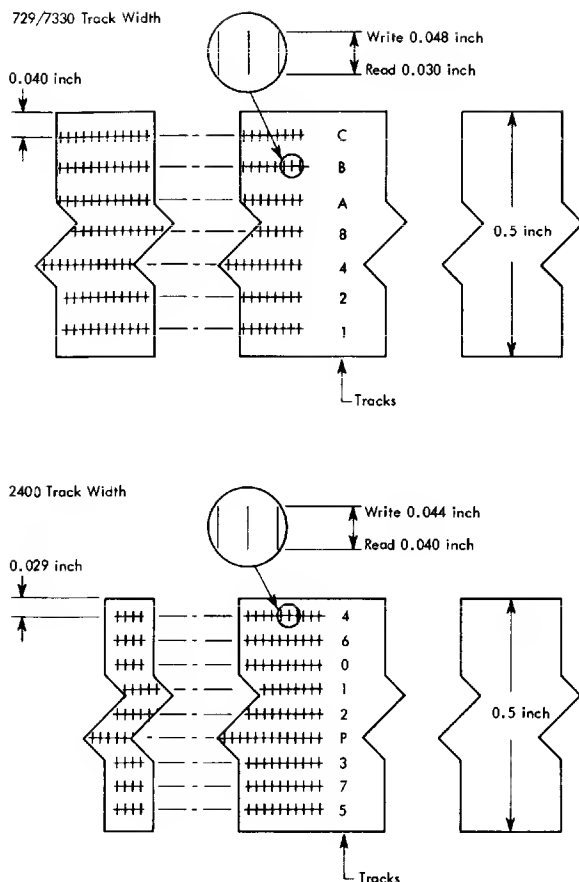 729/7330 Track Width
Write 0.048 inch
Read 0.030 inch
0.040 inch
C
B
A
8
4
2
1
0.5 inch
Tracks
2400 Track Width
Write 0.044 inch
Read 0.040 inch
0.029 inch
4
6
0
1
2
P
3
7
5
0.5 inch
Tracks